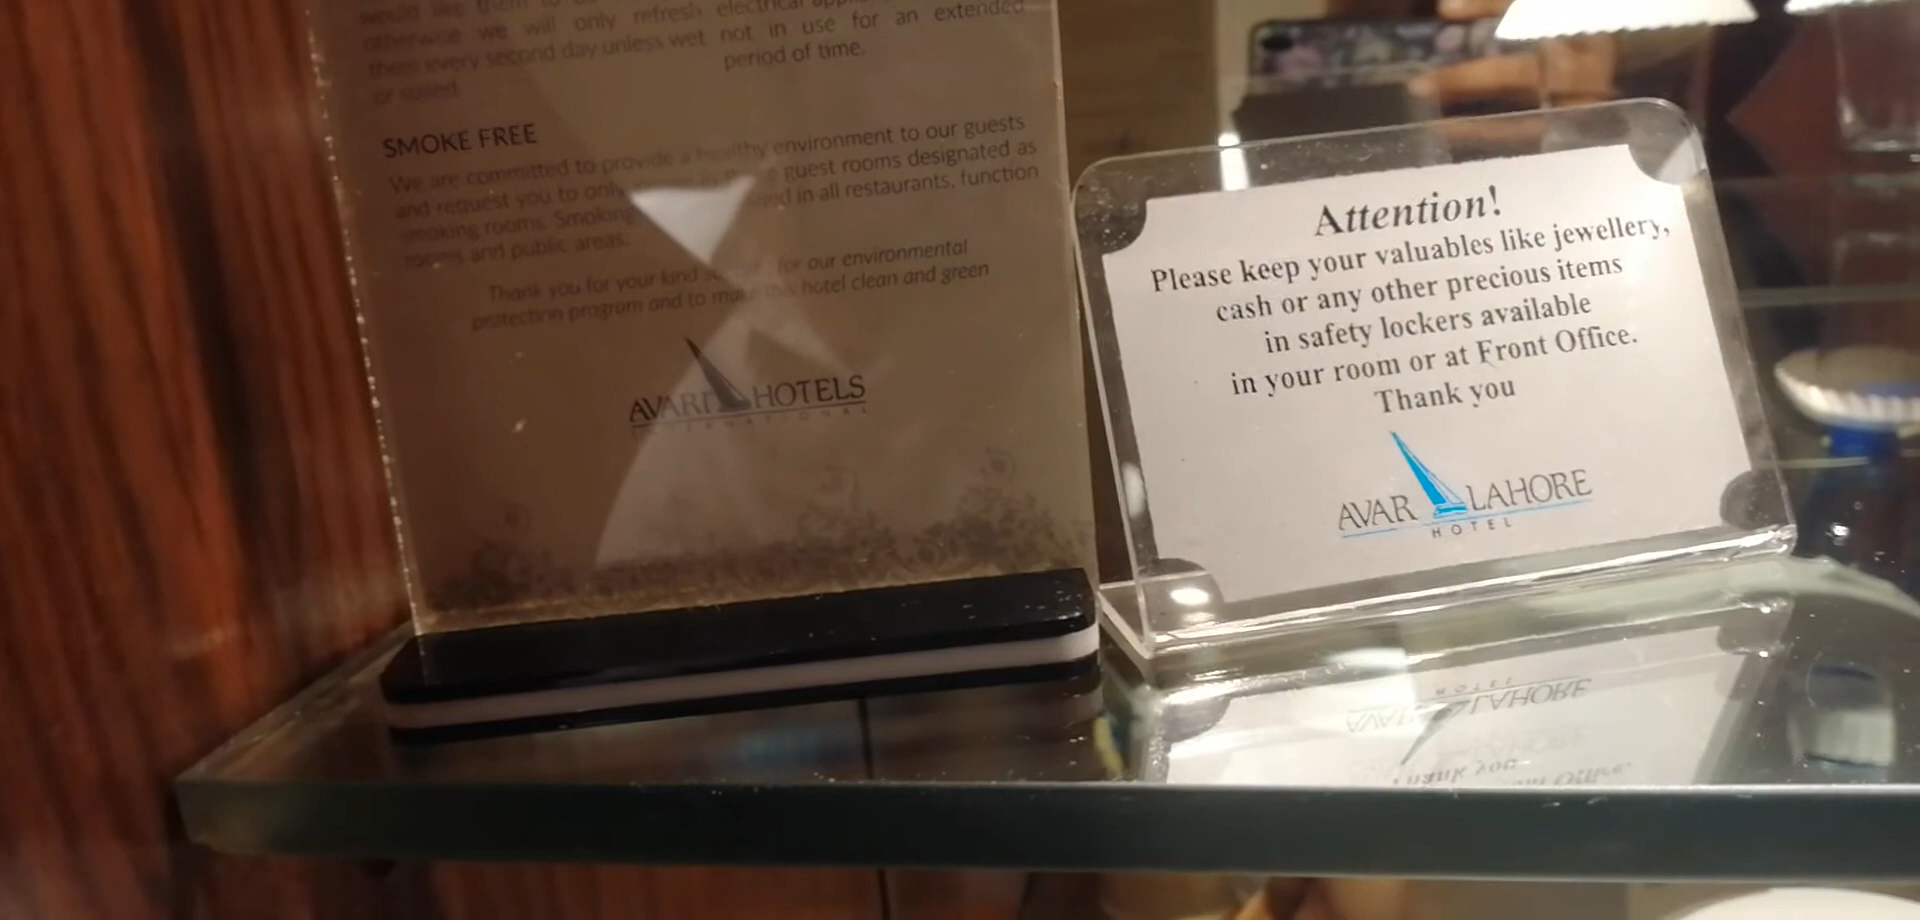 would like them to
otherwise we will only refresh
them every second day unless wet
or soiled
electrical
not in use for an extended
period of time.
SMOKE FREE
We are committed to provide a healthy environment to our guests
and request you to only guest rooms designated as
smoking rooms. Smoking in all restaurants, function
rooms and public areas.
Thank you for your kind for our environmental
protection program and to make this hotel clean and green
AVARI HOTELS
INTERNATIONAL
Attention!
Please keep your valuables like jewellery,
cash or any other precious items
in safety lockers available
in your room or at Front Office.
Thank you
AVARI LAHORE
HOTEL